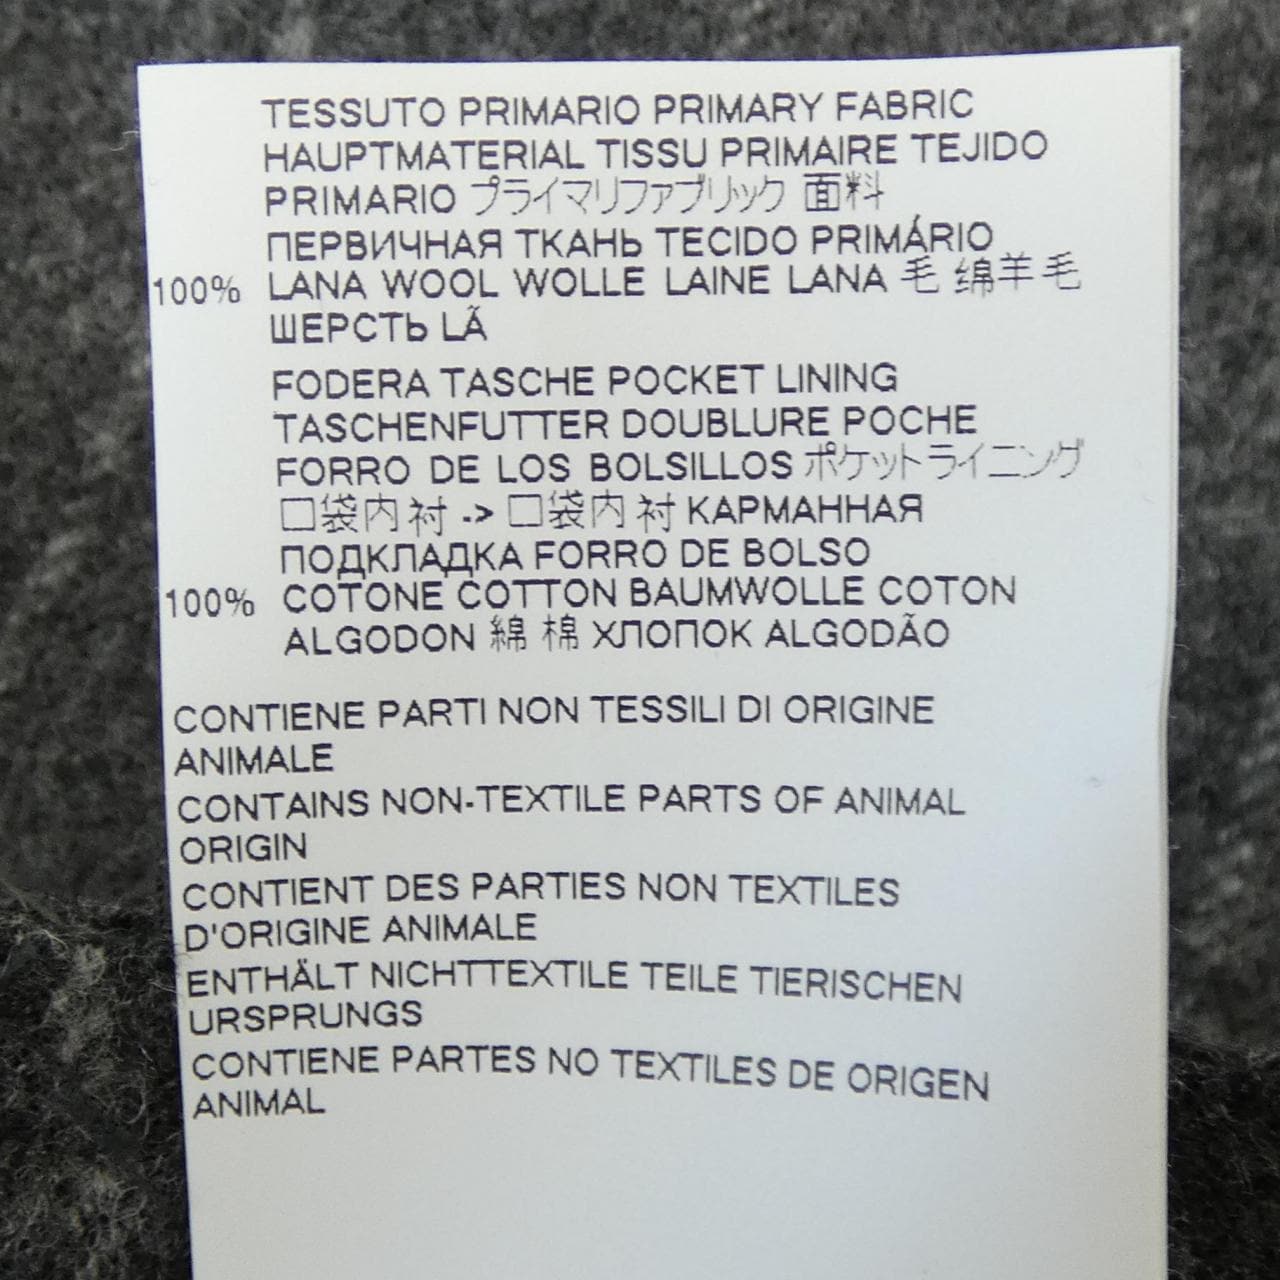 TESSUTO PRIMARIO PRIMARY FABRIC
HAUPTMATERIAL TISSU PRIMAIRE TEJIDO
PRIMARIO プライマリファブリック 面料
ПЕРВИЧНАЯ ТКАНЬ TECIDO PRIMÁRIO
100% LANA WOOL WOLLE LAINE LANA 毛 绵羊毛
ШЕРСТЬ LÃ
FODERA TASCHE POCKET LINING
TASCHENFUTTER DOUBLURE POCHE
FORRO DE LOS BOLSILLOS ポケットライニング
口袋内衬 -> 口袋内衬 КАРМАННАЯ
ПОДКЛАДКА FORRO DE BOLSO
100% COTONE COTTON BAUMWOLLE COTON
ALGODON 綿 棉 ХЛОПОК ALGODÃO
CONTIENE PARTI NON TESSILI DI ORIGINE
ANIMALE
CONTAINS NON-TEXTILE PARTS OF ANIMAL
ORIGIN
CONTIENT DES PARTIES NON TEXTILES
D'ORIGINE ANIMALE
ENTHÄLT NICHTTEXTILE TEILE TIERISCHEN
URSPRUNGS
CONTIENE PARTES NO TEXTILES DE ORIGEN
ANIMAL